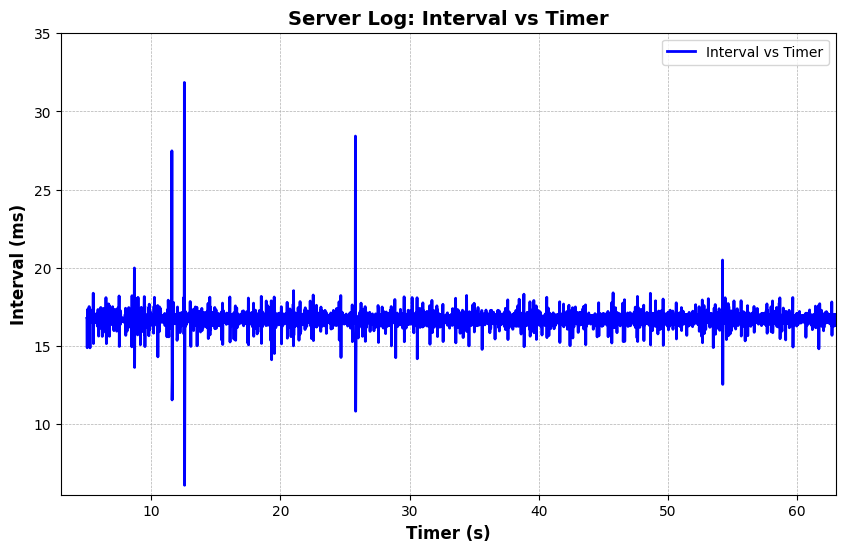 Server Log: Interval vs Timer
Interval vs Timer
35
30
25
20
15
10
Interval (ms)
10 20 30 40 50 60
Timer (s)